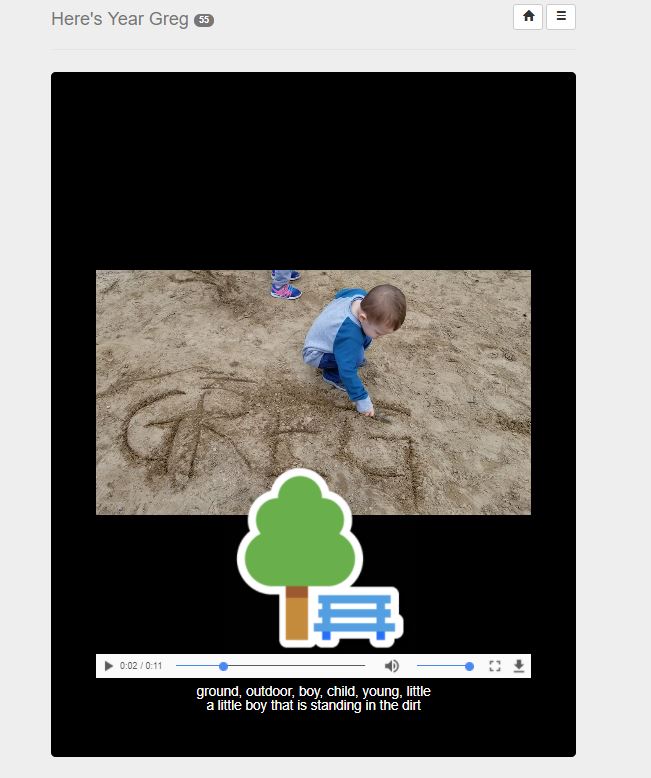 Here's Year Greg 55
GREG
0:02 / 0:11
ground, outdoor, boy, child, young, little
a little boy that is standing in the dirt